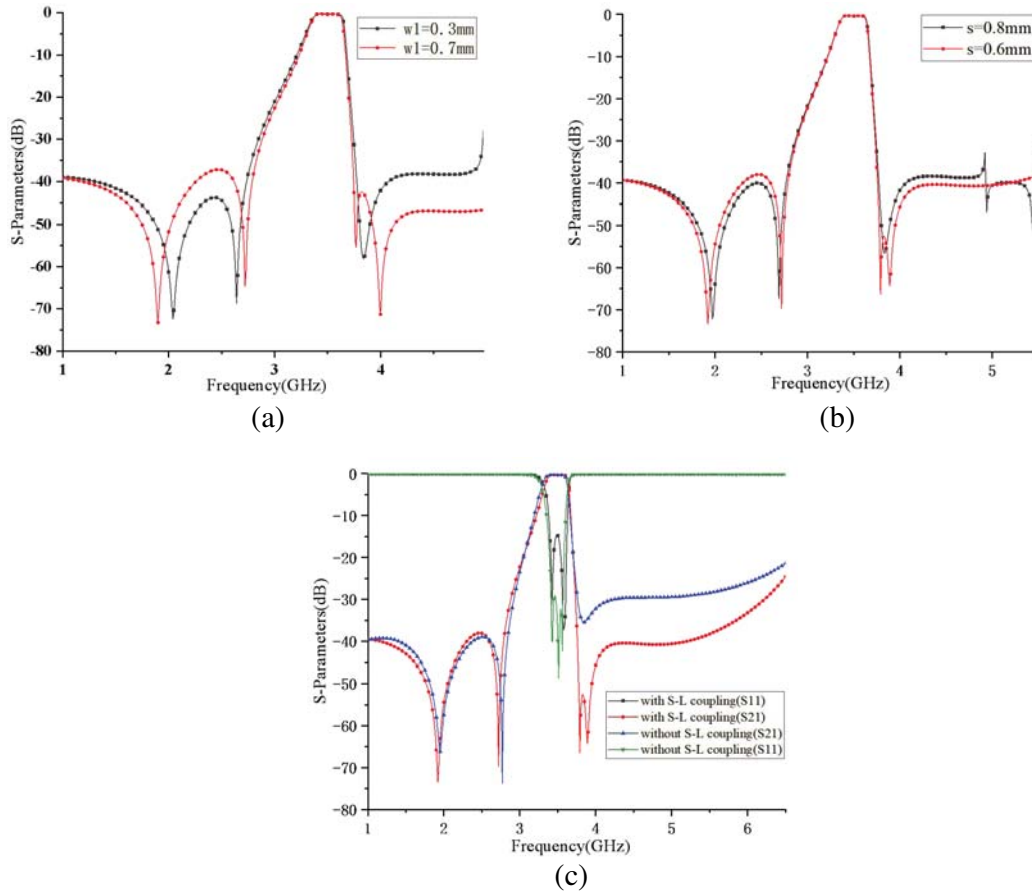 w1=0.3mm
w1=0.7mm
S-Parameters(dB)
0
-10
-20
-30
-40
-50
-60
-70
-80
1
2
3
4
Frequency(GHz)
(a)
s=0.8mm
s=0.6mm
S-Parameters(dB)
0
-10
-20
-30
-40
-50
-60
-70
-80
1
2
3
4
5
Frequency(GHz)
(b)
S-Parameters(dB)
0
-10
-20
-30
-40
-50
-60
-70
-80
with S-L coupling(S11)
with S-L coupling(S21)
without S-L coupling(S21)
without S-L coupling(S11)
1
2
3
4
5
6
Frequency(GHz)
(c)